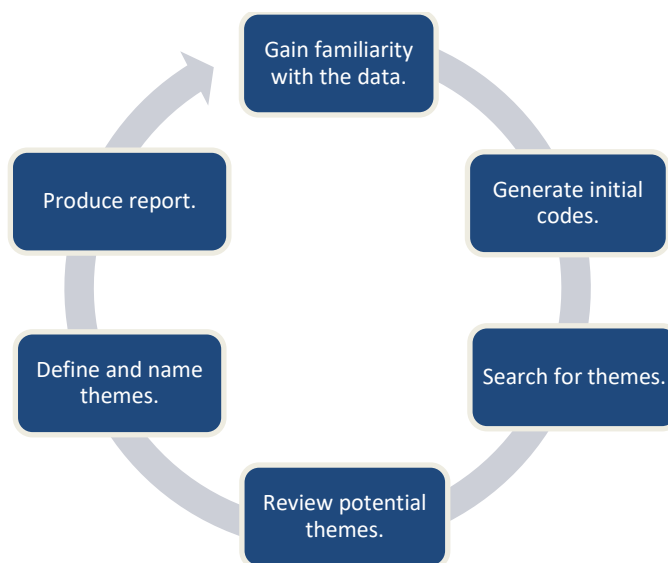 Gain familiarity
with the data.
Generate initial
codes.
Search for themes.
Review potential
themes.
Define and name
themes.
Produce report.